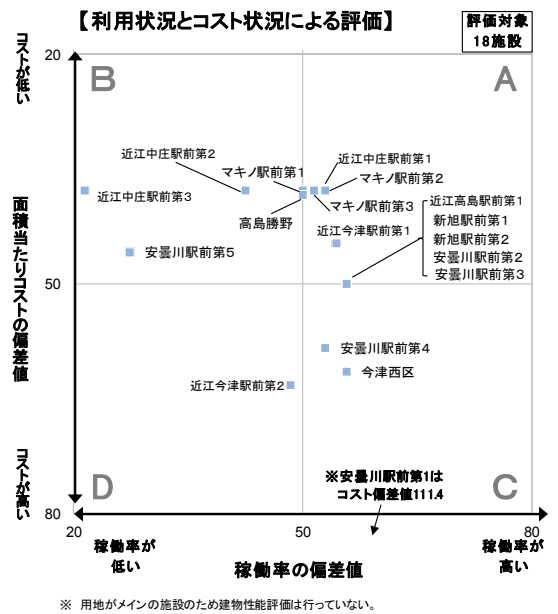 【利用状況とコスト状況による評価】
評価対象
18施設
コストが低い
20
B
A
近江中庄駅前第2
マキノ駅前第1
近江中庄駅前第1
マキノ駅前第2
近江中庄駅前第3
高島勝野
マキノ駅前第3
近江今津駅前第1
近江高島駅前第1
新旭駅前第1
新旭駅前第2
安曇川駅前第2
安曇川駅前第3
安曇川駅前第5
面積当たりコストの偏差値
50
安曇川駅前第4
今津西区
近江今津駅前第2
コストが高い
D
C
※安曇川駅前第1は
コスト偏差値111.4
80
20
50
80
稼働率が
低い
稼働率の偏差値
稼働率が
高い
※ 用地がメインの施設のため建物性能評価は行っていない。